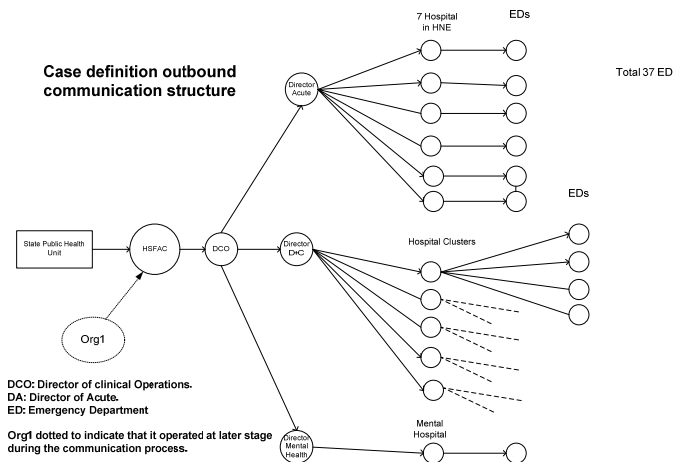 7 Hospital
in HNE
EDs
Case definition outbound
communication structure
Total 37 ED
Director
Acute
EDs
State Public Health
Unit
HSFAC
DCO
Director
D+C
Hospital Clusters
Org1
DCO: Director of clinical Operations.
DA: Director of Acute.
ED: Emergency Department
Org1 dotted to indicate that it operated at later stage
during the communication process.
Director
Mental
Health
Mental
Hospital